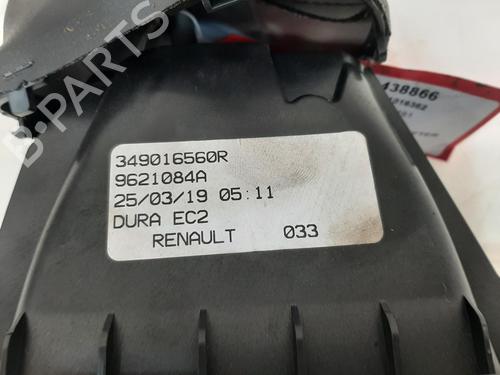 B-PARTS
438866
349016560R
9621084A
25/03/19 05:11
DURA EC2
RENAULT 033